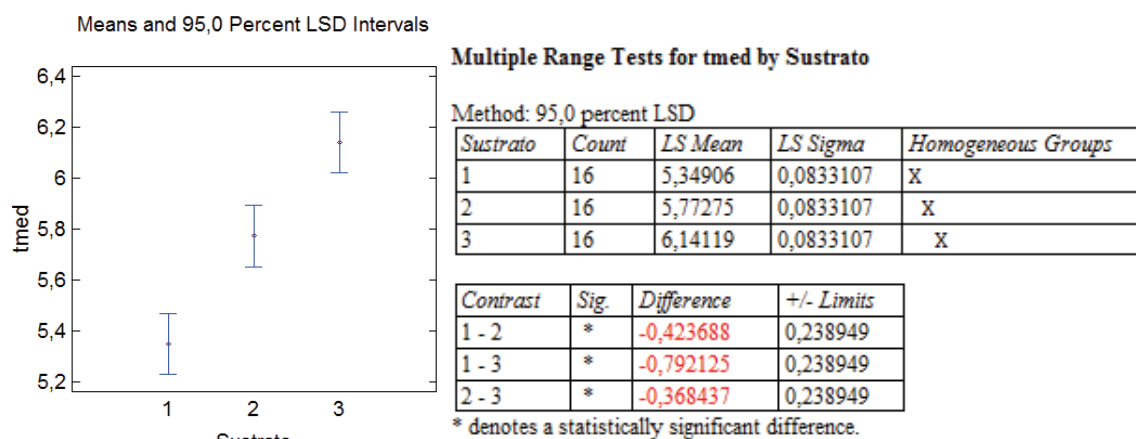 Means and 95,0 Percent LSD Intervals
6,4
6,2
6
5,8
5,6
5,4
5,2
tmed
1 2 3
Sustrato
Multiple Range Tests for tmed by Sustrato
Method: 95,0 percent LSD
Sustrato Count LS Mean LS Sigma Homogeneous Groups
1 16 5,34906 0,0833107 X
2 16 5,77275 0,0833107 X
3 16 6,14119 0,0833107 X
Contrast Sig. Difference +/- Limits
1 - 2 * -0,423688 0,238949
1 - 3 * -0,792125 0,238949
2 - 3 * -0,368437 0,238949
* denotes a statistically significant difference.